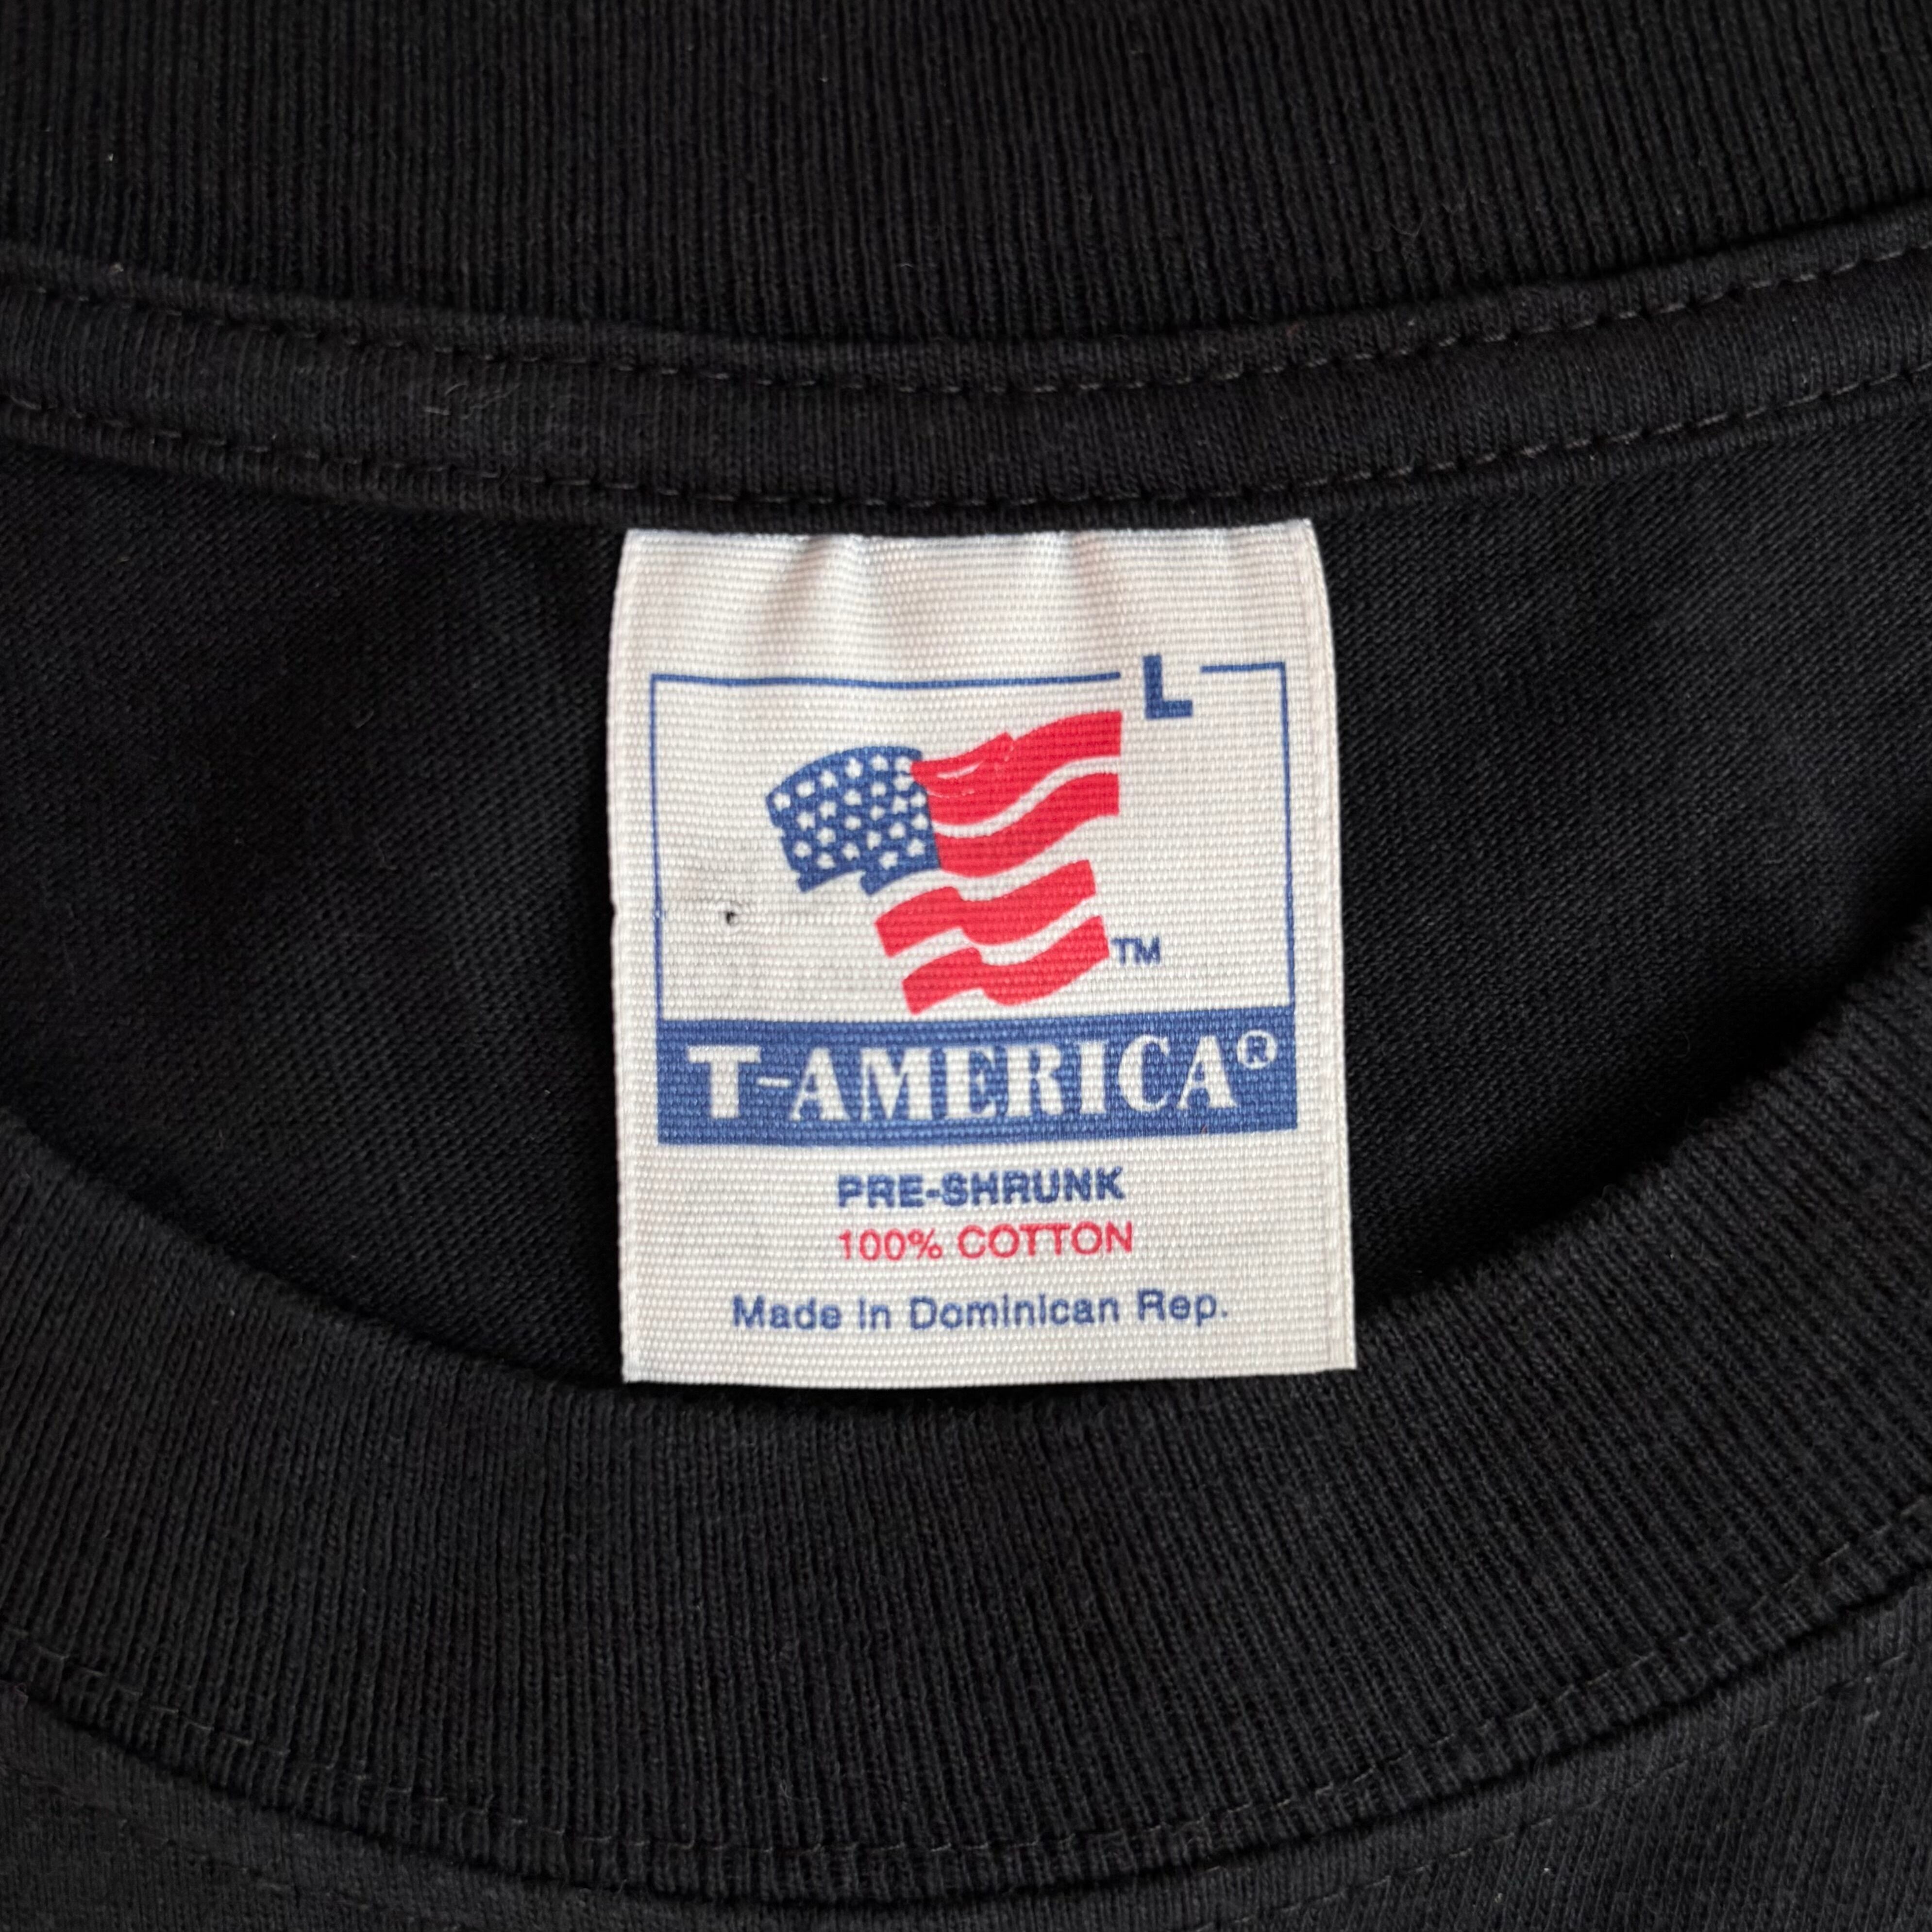 L
TM
T-AMERICA®
PRE-SHRUNK
100% COTTON
Made in Dominican Rep.